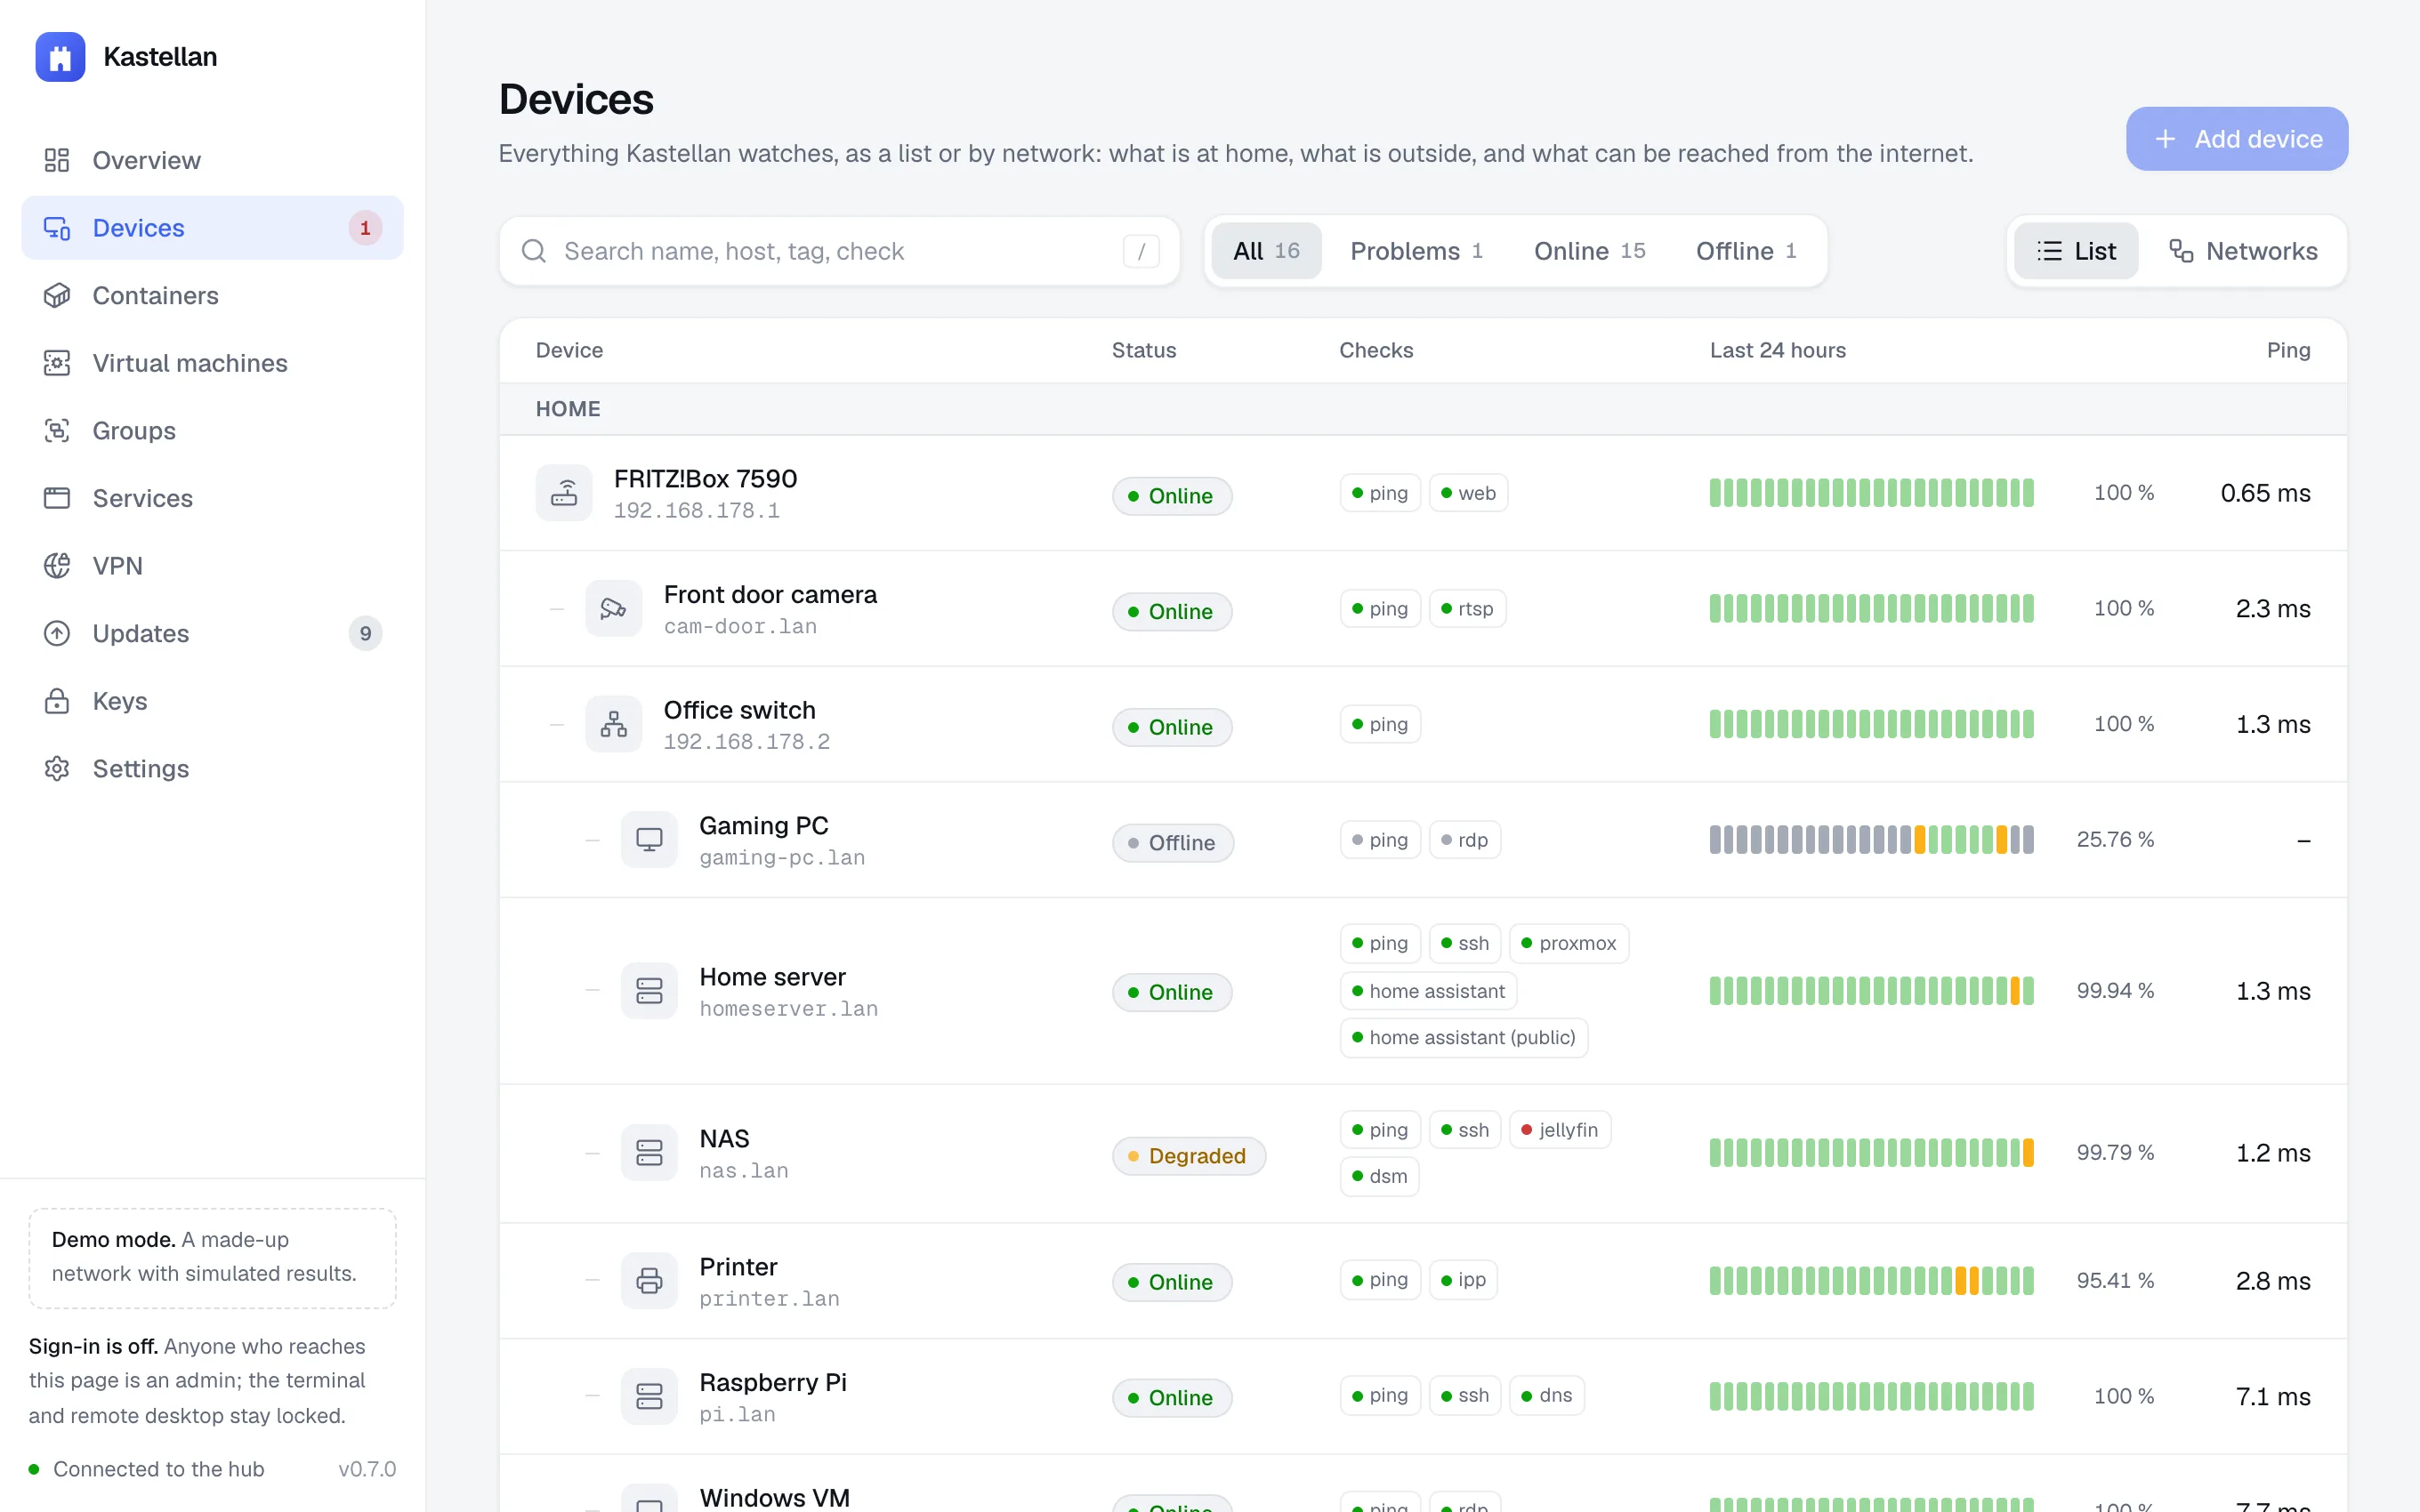 Kastellan
Overview
Devices 1
Containers
Virtual machines
Groups
Services
VPN
Updates 9
Keys
Settings
Demo mode. A made-up
network with simulated results.
Sign-in is off. Anyone who reaches
this page is an admin; the terminal
and remote desktop stay locked.
Connected to the hub v0.7.0
Devices
Everything Kastellan watches, as a list or by network: what is at home, what is outside, and what can be reached from the internet.
+ Add device
Search name, host, tag, check /
All 16 Problems 1 Online 15 Offline 1
List Networks
Device Status Checks Last 24 hours Ping
HOME
FRITZ!Box 7590
192.168.178.1
Online ping web 100 % 0.65 ms
Front door camera
cam-door.lan
Online ping rtsp 100 % 2.3 ms
Office switch
192.168.178.2
Online ping 100 % 1.3 ms
Gaming PC
gaming-pc.lan
Offline ping rdp 25.76 % –
Home server
homeserver.lan
Online ping ssh proxmox
home assistant
home assistant (public)
99.94 % 1.3 ms
NAS
nas.lan
Degraded ping ssh jellyfin
dsm
99.79 % 1.2 ms
Printer
printer.lan
Online ping ipp 95.41 % 2.8 ms
Raspberry Pi
pi.lan
Online ping ssh dns 100 % 7.1 ms
Windows VM
Online ping rdp 100 % 7.7 ms